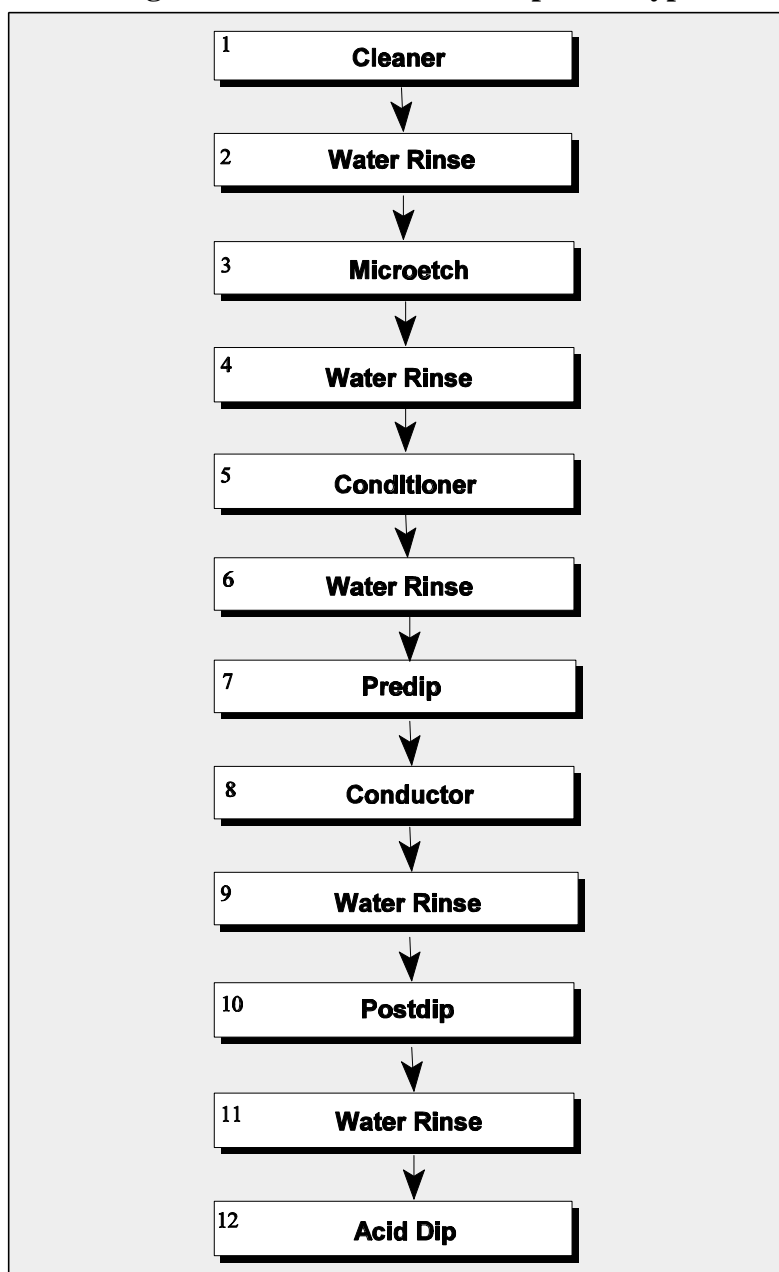 1
Cleaner
2
Water Rinse
3
Microetch
4
Water Rinse
5
Conditioner
6
Water Rinse
7
Predip
8
Conductor
9
Water Rinse
10
Postdip
11
Water Rinse
12
Acid Dip